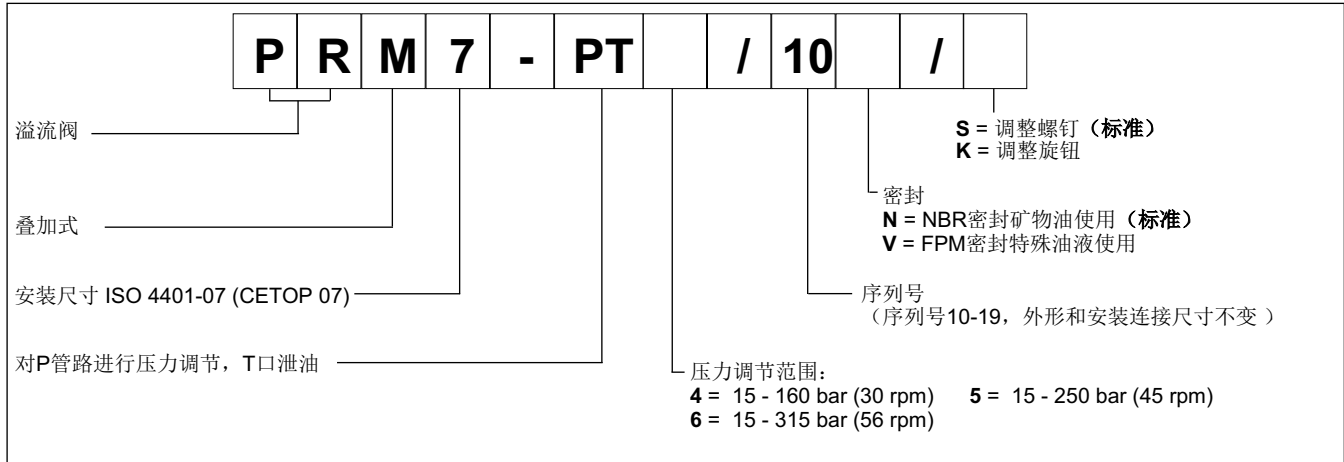 P R M 7 - PT / 10 /
溢流阀
S = 调整螺钉（标准）
K = 调整旋钮
密封
N = NBR密封矿物油使用（标准）
V = FPM密封特殊油液使用
叠加式
安装尺寸 ISO 4401-07 (CETOP 07)
序列号
（序列号10-19，外形和安装连接尺寸不变 ）
对P管路进行压力调节，T口泄油
压力调节范围：
4 = 15 - 160 bar (30 rpm) 5 = 15 - 250 bar (45 rpm)
6 = 15 - 315 bar (56 rpm)